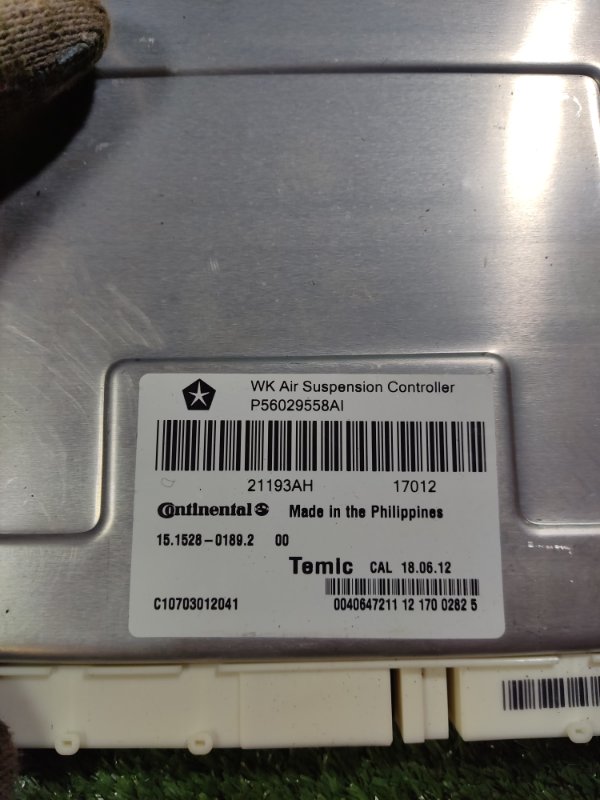 WK Air Suspension Controller
P56029558AI
21193AH 17012
Continental Made in the Philippines
15.1528-0189.2 00
Temic CAL 18.06.12
C10703012041 0040647211 12 170 0282 5